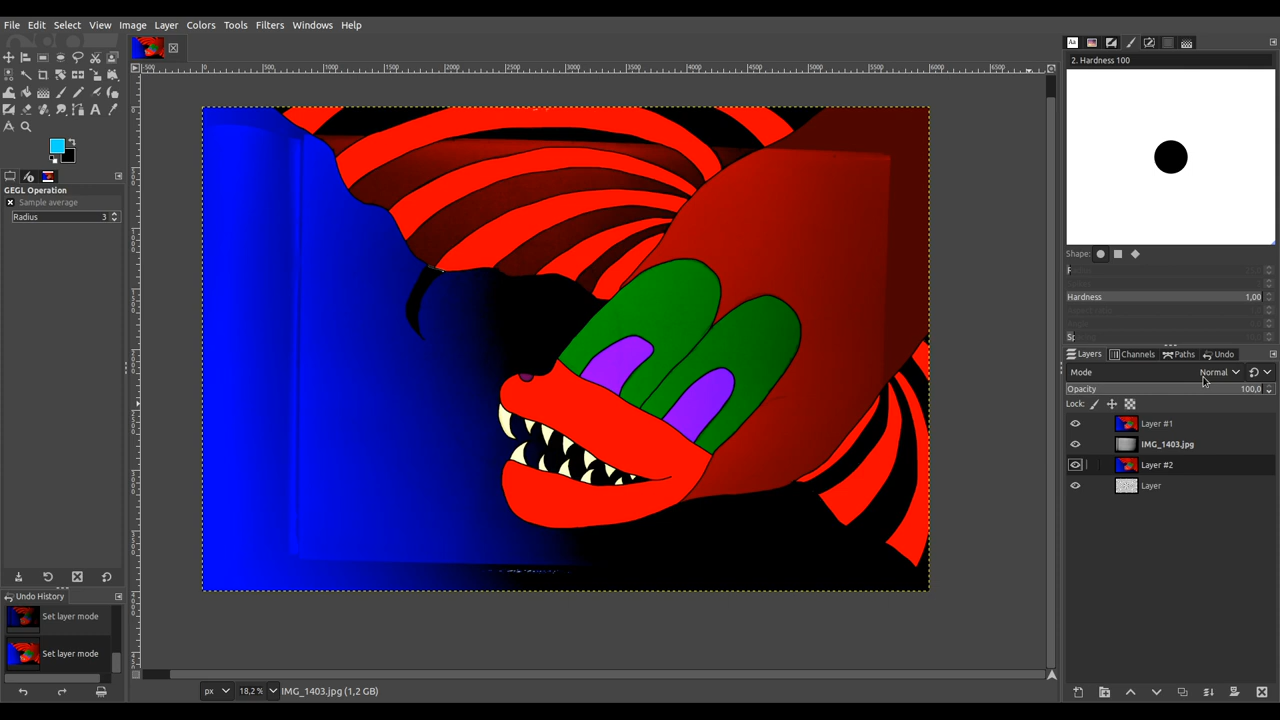 File Edit Select View Image Layer Colors Tools Filters Windows Help
GEGL Operation
Sample average
Radius 3
Undo History
Set layer mode
Set layer mode
px 18,2 % IMG_1403.jpg (1,2 GB)
2. Hardness 100
Shape:
Hardness 1,00
Layers Channels Paths Undo
Mode Normal
Opacity 100,0
Lock:
Layer #1
IMG_1403.jpg
Layer #2
Layer